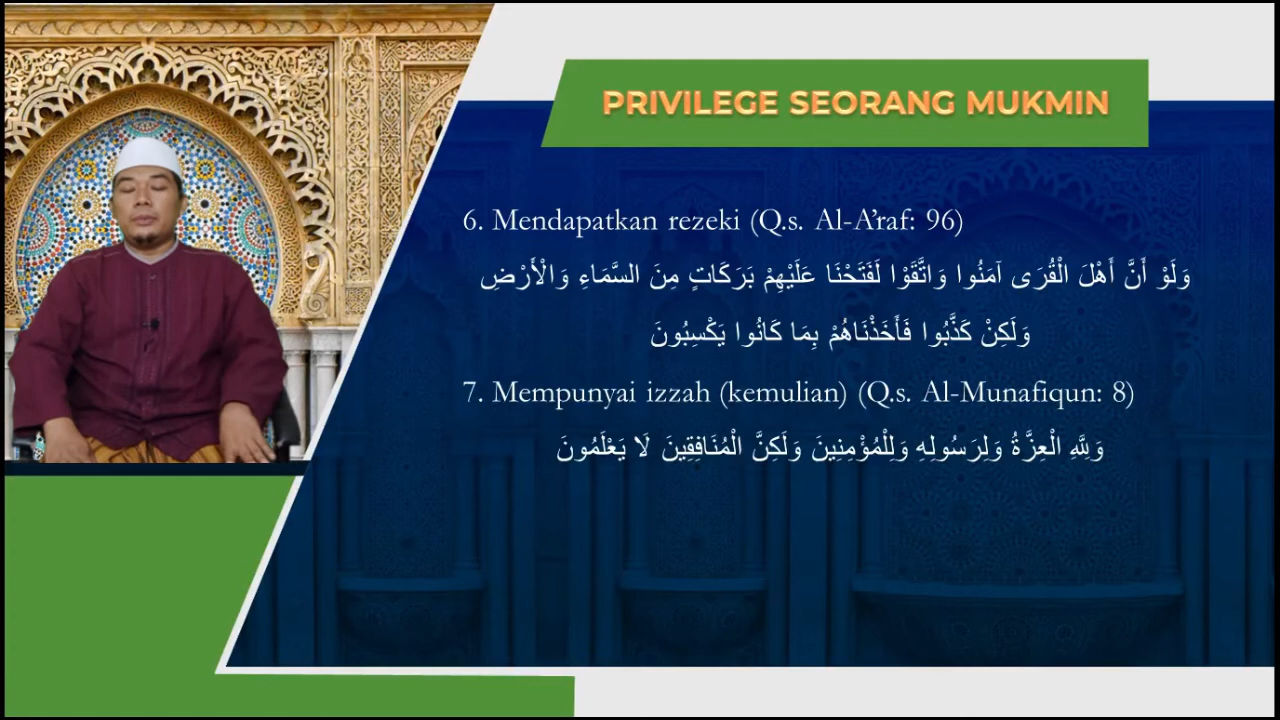 PRIVILEGE SEORANG MUKMIN
6. Mendapatkan rezeki (Q.s. Al-A’raf: 96)
وَلَوْ أَنَّ أَهْلَ الْقُرَى آمَنُوا وَاتَّقَوْا لَفَتَحْنَا عَلَيْهِمْ بَرَكَاتٍ مِنَ السَّمَاءِ وَالْأَرْضِ
وَلَكِنْ كَذَّبُوا فَأَخَذْنَاهُمْ بِمَا كَانُوا يَكْسِبُونَ
7. Mempunyai izzah (kemulian) (Q.s. Al-Munafiqun: 8)
وَلِلَّهِ الْعِزَّةُ وَلِرَسُولِهِ وَلِلْمُؤْمِنِينَ وَلَكِنَّ الْمُنَافِقِينَ لَا يَعْلَمُونَ